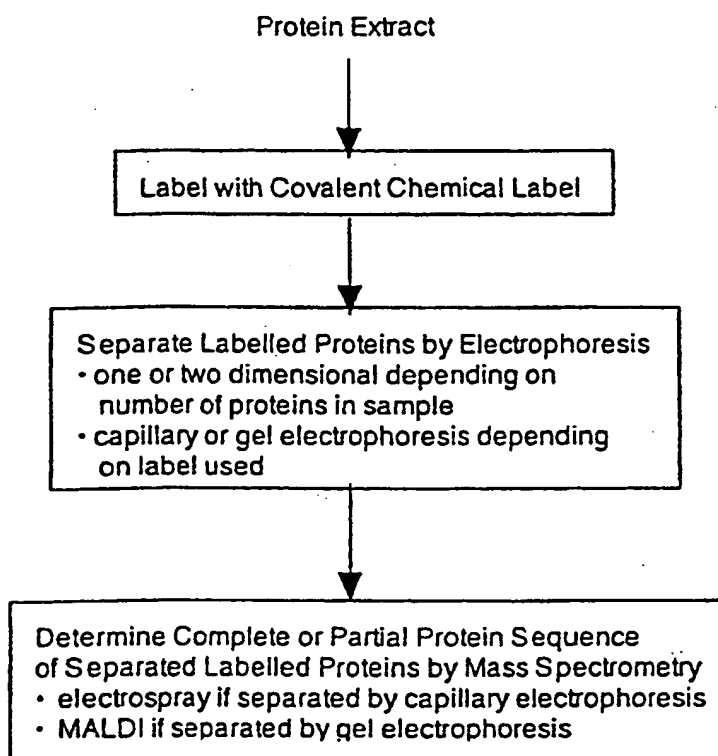 Protein Extract
Label with Covalent Chemical Label
Separate Labelled Proteins by Electrophoresis
• one or two dimensional depending on
number of proteins in sample
• capillary or gel electrophoresis depending
on label used
Determine Complete or Partial Protein Sequence
of Separated Labelled Proteins by Mass Spectrometry
• electrospray if separated by capillary electrophoresis
• MALDI if separated by gel electrophoresis